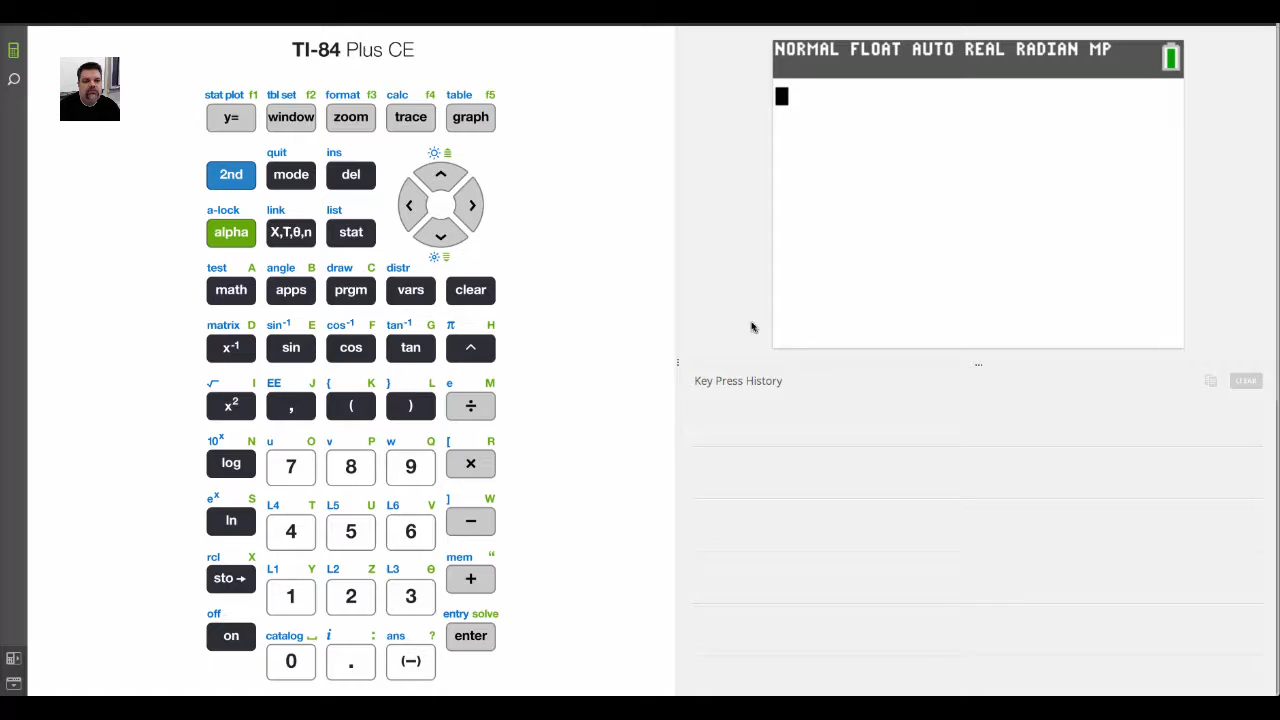 TI-84 Plus CE
NORMAL FLOAT AUTO REAL RADIAN MP
stat plot f1 tbl set f2 format f3 calc f4 table f5
y= window zoom trace graph
quit ins
2nd mode del
a-lock link list
alpha X,T,θ,n stat
test A angle B draw C distr
math apps prgm vars clear
matrix D sin⁻¹ E cos⁻¹ F tan⁻¹ G π H
x⁻¹ sin cos tan ^
√ I EE J { K } L e M
x² , ( ) ÷
10ˣ N u O v P w Q [ R
log 7 8 9 ×
eˣ S L4 T L5 U L6 V ] W
ln 4 5 6 −
rcl X L1 Y L2 Z L3 θ mem “
sto→ 1 2 3 +
off catalog ⎵ i : ans ? entry solve
on 0 . (−) enter
Key Press History
CLEAR